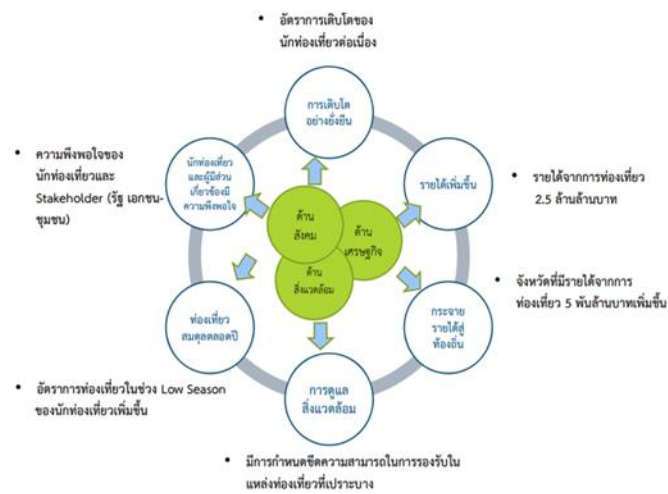 • อัตราการเติบโตของ
นักท่องเที่ยวต่อเนื่อง
การเติบโต
อย่างยั่งยืน
• ความพึงพอใจของ
นักท่องเที่ยวและ
Stakeholder (รัฐ เอกชน-
ชุมชน)
นักท่องเที่ยว
และผู้มีส่วน
เกี่ยวข้องมี
ความพึงพอใจ
รายได้เพิ่มขึ้น
• รายได้จากการท่องเที่ยว
2.5 ล้านล้านบาท
ด้าน
สังคม
ด้าน
เศรษฐกิจ
ด้าน
สิ่งแวดล้อม
• จังหวัดที่มีรายได้จากการ
ท่องเที่ยว 5 พันล้านบาทเพิ่มขึ้น
ท่องเที่ยว
สมดุลตลอดปี
กระจาย
รายได้สู่
ท้องถิ่น
• อัตราการท่องเที่ยวในช่วง Low Season
ของนักท่องเที่ยวเพิ่มขึ้น
การดูแล
สิ่งแวดล้อม
• มีการกำหนดขีดความสามารถในการรองรับใน
แหล่งท่องเที่ยวที่เปราะบาง